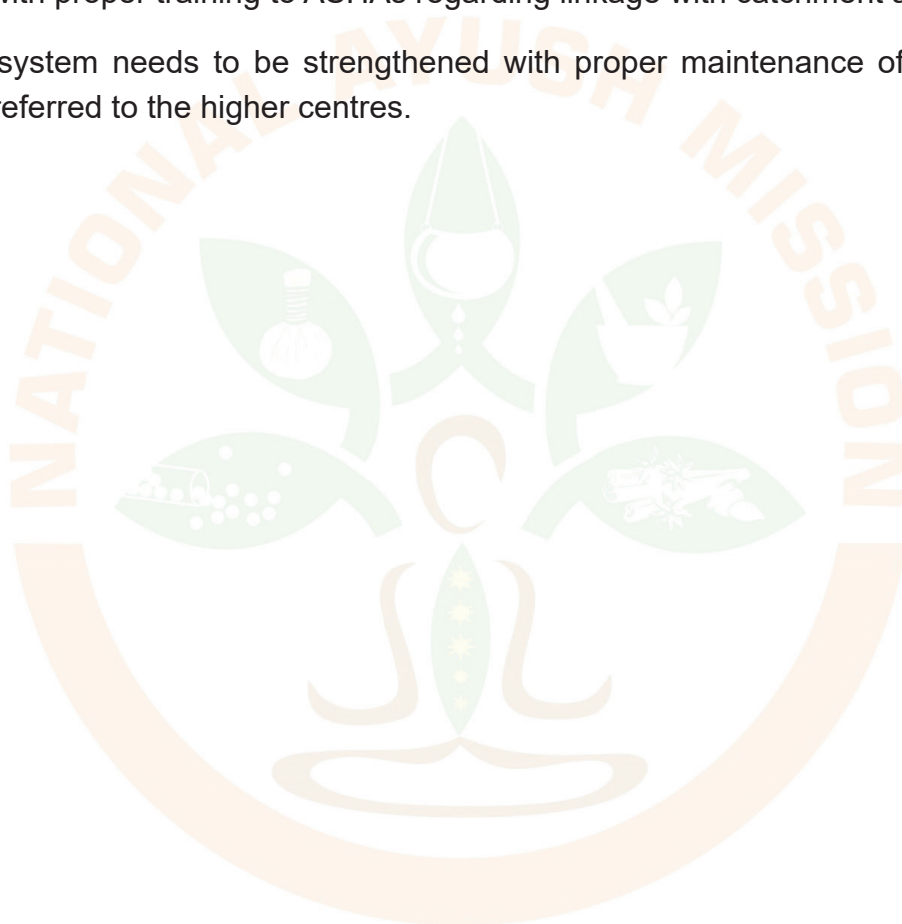 with proper training to ASHAs regarding linkage with catchment
system needs to be strengthened with proper maintenance of
referred to the higher centres.
NATIONAL AYUSH MISSION